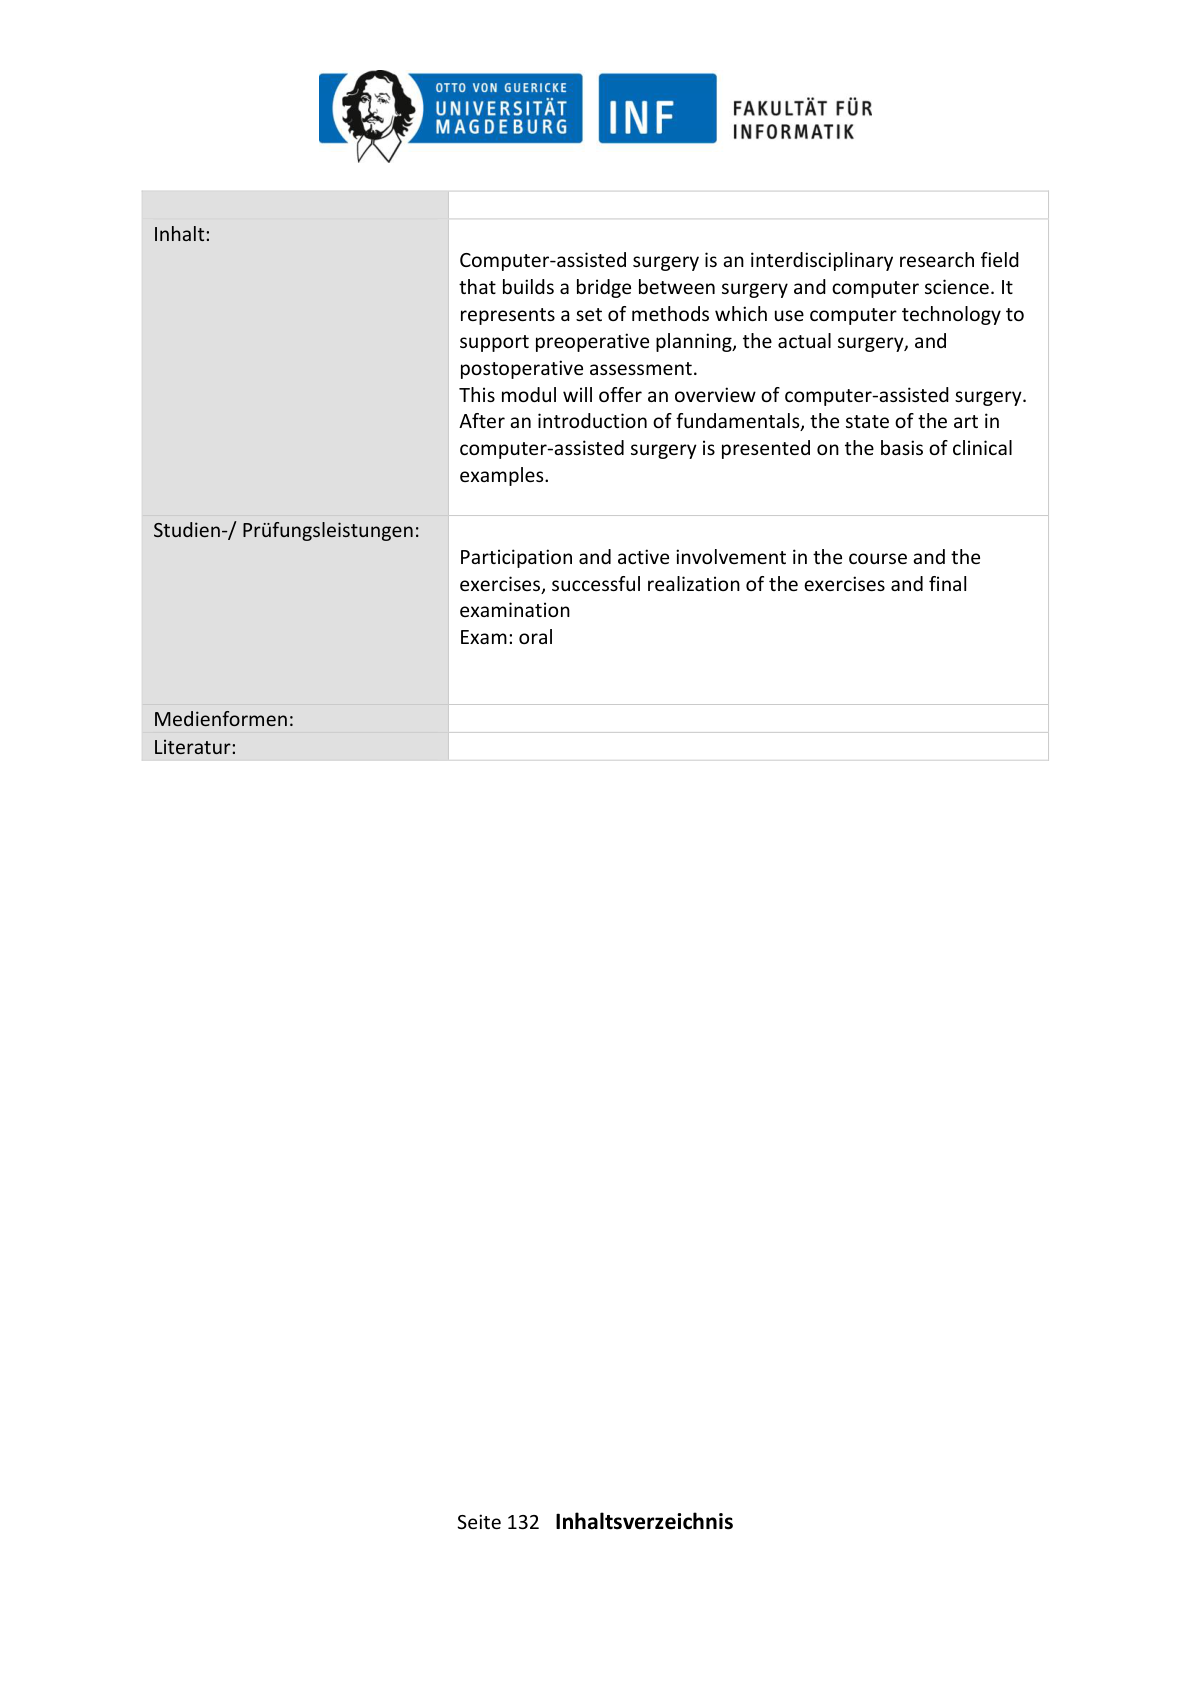 OTTO VON GUERICKE
UNIVERSITÄT
MAGDEBURG
INF
FAKULTÄT FÜR
INFORMATIK
Inhalt:
Computer-assisted surgery is an interdisciplinary research field
that builds a bridge between surgery and computer science. It
represents a set of methods which use computer technology to
support preoperative planning, the actual surgery, and
postoperative assessment.
This modul will offer an overview of computer-assisted surgery.
After an introduction of fundamentals, the state of the art in
computer-assisted surgery is presented on the basis of clinical
examples.
Studien-/ Prüfungsleistungen:
Participation and active involvement in the course and the
exercises, successful realization of the exercises and final
examination
Exam: oral
Medienformen:
Literatur:
Seite 132 Inhaltsverzeichnis